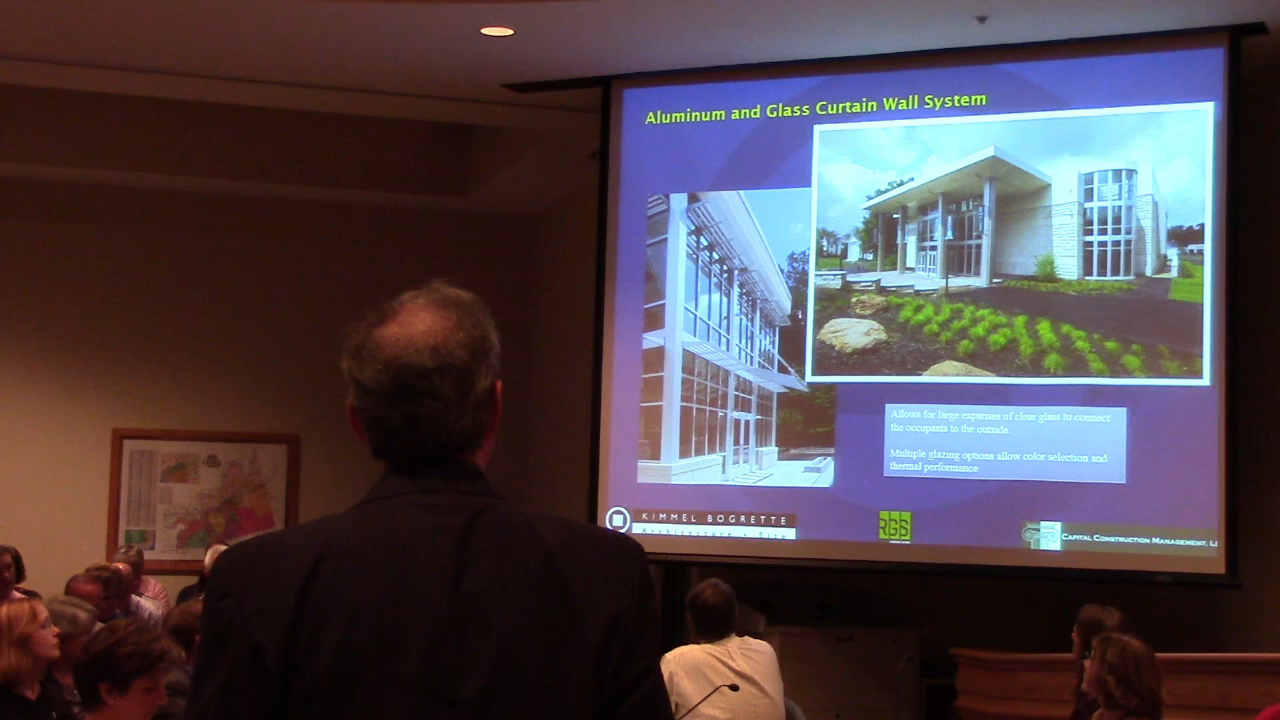 Aluminum and Glass Curtain Wall System
Allows for large expanses of clear glass to connect
the occupants to the outside
Multiple glazing options allow color selection and
thermal performance
KIMMEL BOGRETTE
Architecture + Site
RGS
CAPITAL CONSTRUCTION MANAGEMENT, L